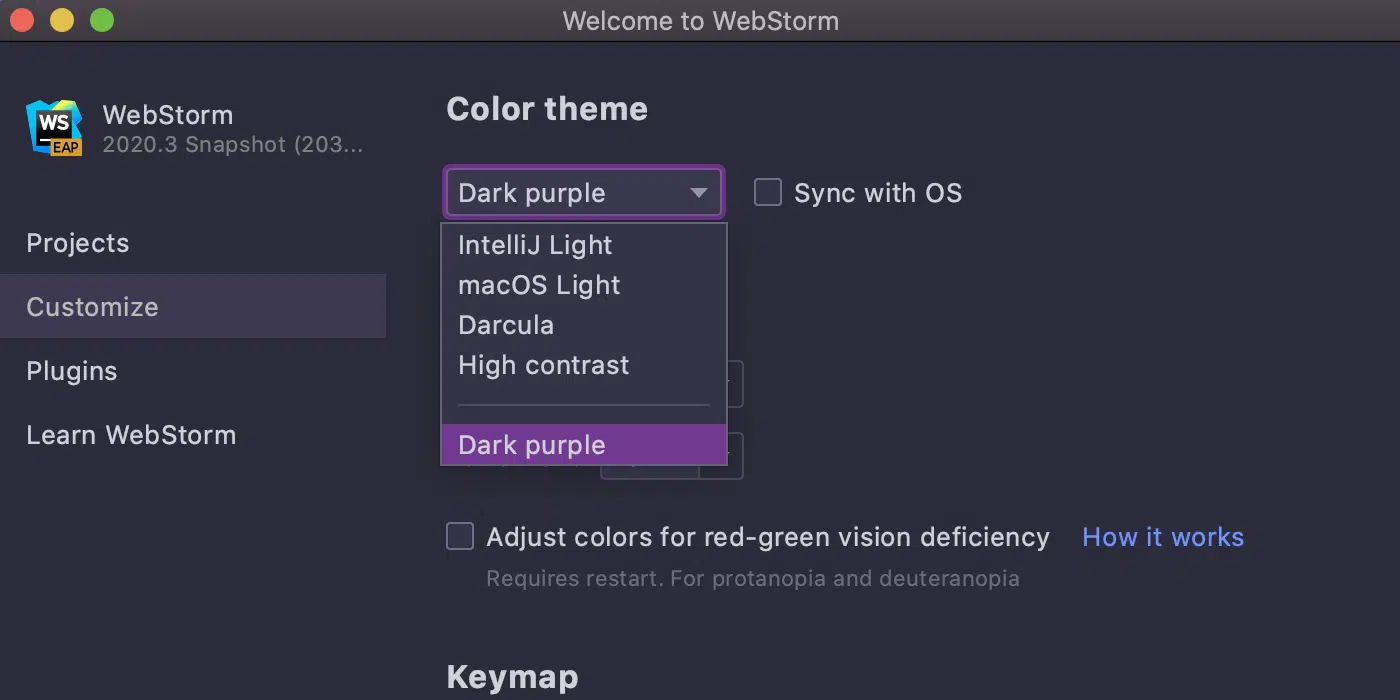 Welcome to WebStorm
WS
EAP
WebStorm
2020.3 Snapshot (203...
Projects
Customize
Plugins
Learn WebStorm
Color theme
Dark purple
Sync with OS
IntelliJ Light
macOS Light
Darcula
High contrast
Dark purple
Adjust colors for red-green vision deficiency How it works
Requires restart. For protanopia and deuteranopia
Keymap